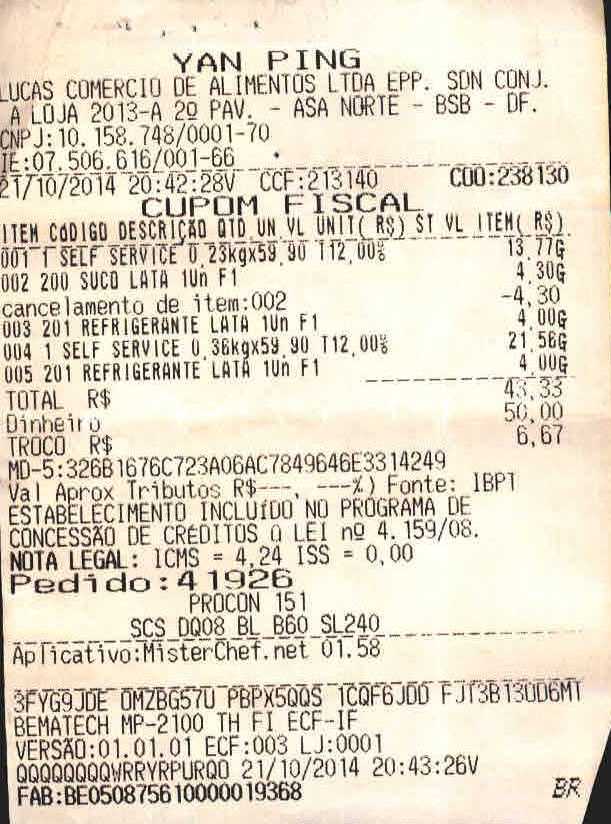 YAN PING
LUCAS COMERCIO DE ALIMENTOS LTDA EPP. SDN CONJ.
A LOJA 2013-A 2º PAV. - ASA NORTE - BSB - DF.
CNPJ:10.158.748/0001-70
IE:07.506.616/001-66
21/10/2014 20:42:28V CCF:213140 COO:238130
CUPOM FISCAL
ITEM CÓDIGO DESCRIÇÃO QTD.UN.VL UNIT( R$) ST VL ITEM( R$)
001 1 SELF SERVICE 0,23kgx59,90 T12,00% 13,77G
002 200 SUCO LATA 1Un F1 4,30G
cancelamento de item:002 -4,30
003 201 REFRIGERANTE LATA 1Un F1 4,00G
004 1 SELF SERVICE 0,36kgx59,90 T12,00% 21,56G
005 201 REFRIGERANTE LATA 1Un F1 4,00G
TOTAL R$ 43,33
Dinheiro 50,00
TROCO R$ 6,67
MD-5:326B1676C723A06AC7849646E3314249
Val Aprox Tributos R$---, ---%) Fonte: IBPT
ESTABELECIMENTO INCLUÍDO NO PROGRAMA DE
CONCESSÃO DE CRÉDITOS Q LEI nº 4.159/08.
NOTA LEGAL: ICMS = 4,24 ISS = 0,00
Pedido:41926
PROCON 151
SCS DQ08 BL B60 SL240
Aplicativo:MisterChef.net 01.58
3FYG9JDE OMZBG57U PBPX5QQS 1CQF6JDD FJT3B13UD6MT
BEMATECH MP-2100 TH FI ECF-IF
VERSÃO:01.01.01 ECF:003 LJ:0001
QQQQQQQQWRRYRPURQO 21/10/2014 20:43:26V
FAB:BE050875610000019368 BR